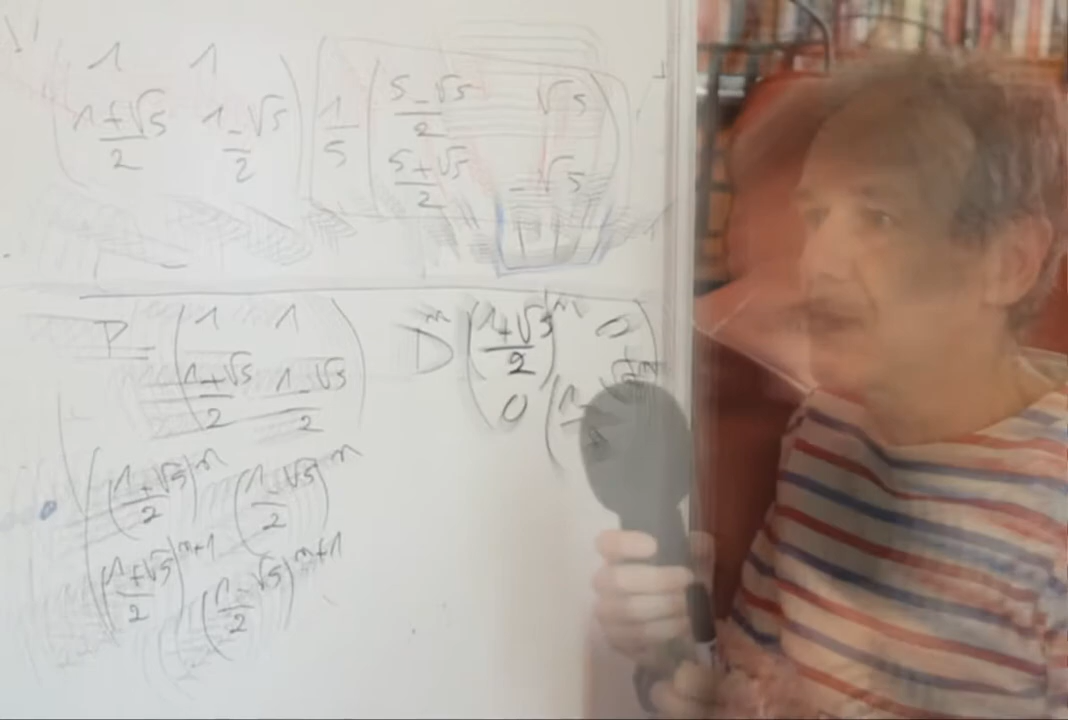 1 1
1+√5/2 1-√5/2 1/5 5-√5/2 √5
5+√5/2 -√5
P = (1 1 D^n ((1+√5/2)^n 0
1+√5/2 1-√5/2) 0
((1+√5/2)^n (1-√5/2)^n
(1+√5/2)^n+1 (1-√5/2)^n+1